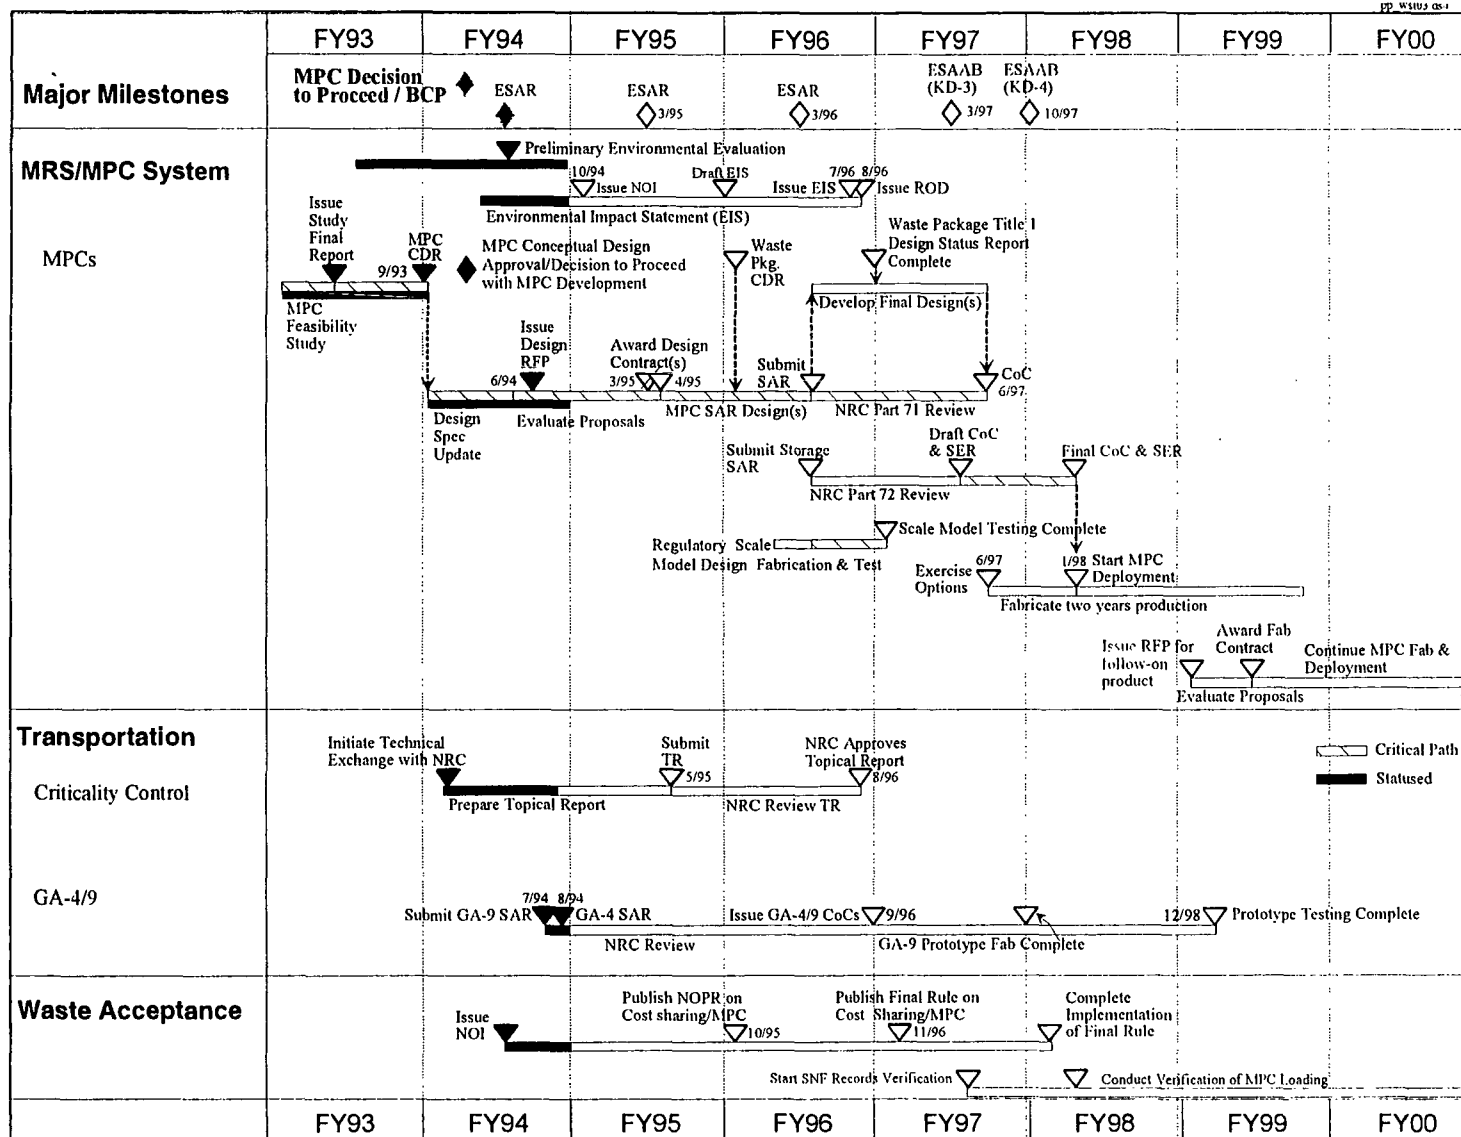 FY93 FY94 FY95 FY96 FY97 FY98 FY99 FY00
Major Milestones
MPC Decision
to Proceed / BCP
ESAR
ESAR
3/95
ESAR
3/96
ESAAB
(KD-3)
3/97
ESAAB
(KD-4)
10/97
MRS/MPC System
Preliminary Environmental Evaluation
10/94
Issue NOI
Draft EIS
Issue EIS
7/96
8/96
Issue ROD
Environmental Impact Statement (EIS)
MPCs
Issue
Study
Final
Report
9/93
MPC
CDR
MPC Conceptual Design
Approval/Decision to Proceed
with MPC Development
Waste
Pkg.
CDR
Waste Package Title I
Design Status Report
Complete
MPC
Feasibility
Study
Develop Final Design(s)
6/94
Issue
Design
RFP
Award Design
Contract(s)
3/95
4/95
Submit
SAR
CoC
6/97
Design
Spec
Update
Evaluate Proposals
MPC SAR Design(s)
NRC Part 71 Review
Submit Storage
SAR
Draft CoC
& SER
Final CoC & SER
NRC Part 72 Review
Scale Model Testing Complete
Regulatory Scale
Model Design Fabrication & Test
Exercise
Options
6/97
1/98
Start MPC
Deployment
Fabricate two years production
Issue RFP for
follow-on
product
Award Fab
Contract
Continue MPC Fab &
Deployment
Evaluate Proposals
Transportation
Criticality Control
Initiate Technical
Exchange with NRC
Submit
TR
5/95
NRC Approves
Topical Report
8/96
Prepare Topical Report
NRC Review TR
Critical Path
Statused
GA-4/9
7/94
8/94
Submit GA-9 SAR
GA-4 SAR
Issue GA-4/9 CoCs
9/96
12/98
Prototype Testing Complete
NRC Review
GA-9 Prototype Fab Complete
Waste Acceptance
Issue
NOI
Publish NOPR on
Cost sharing/MPC
10/95
Publish Final Rule on
Cost Sharing/MPC
11/96
Complete
Implementation
of Final Rule
Start SNF Records Verification
Conduct Verification of MPC Loading
FY93 FY94 FY95 FY96 FY97 FY98 FY99 FY00